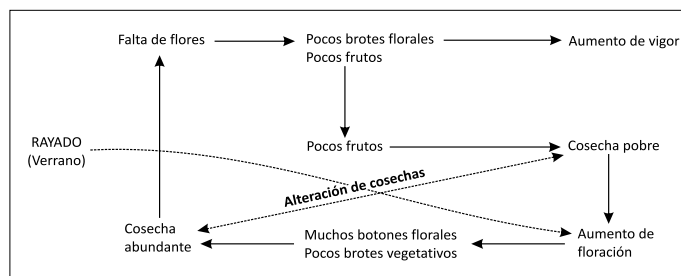 Falta de flores
Pocos brotes florales
Pocos frutos
Aumento de vigor
RAYADO
(Verrano)
Pocos frutos
Cosecha pobre
Alteración de cosechas
Cosecha
abundante
Muchos botones florales
Pocos brotes vegetativos
Aumento de
floración